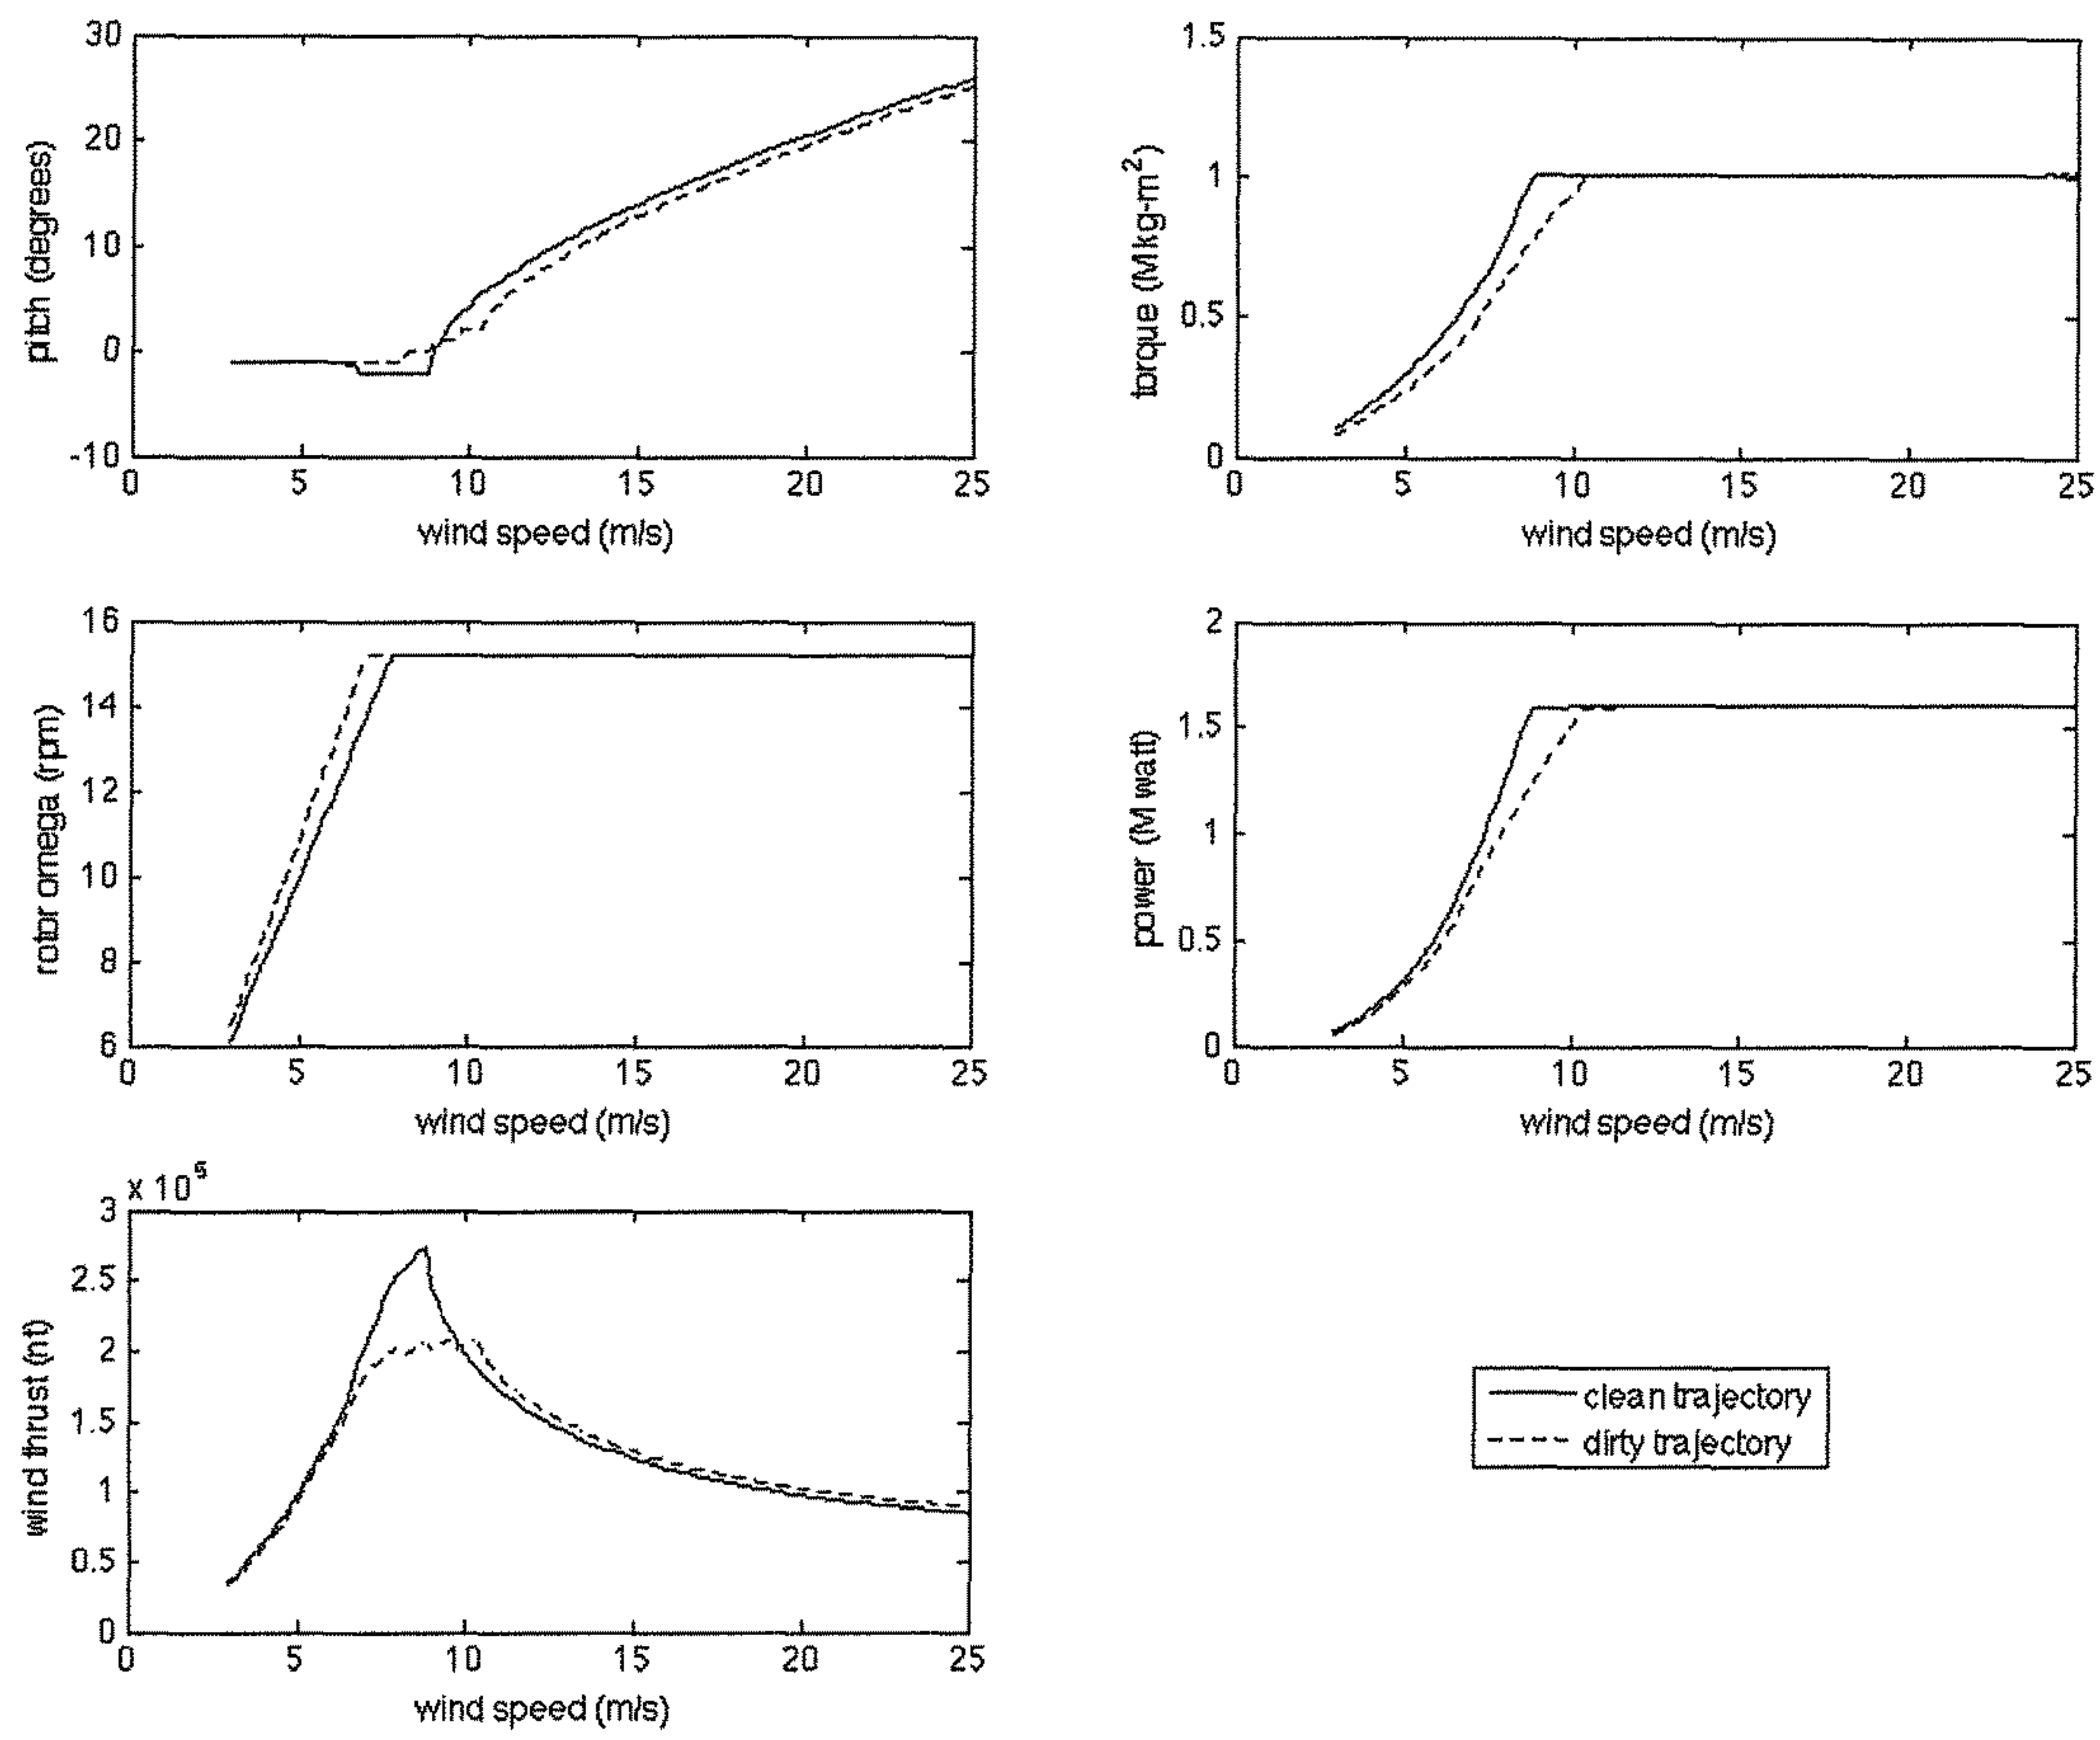 30
20
10
0
-10
0 5 10 15 20 25
pitch (degrees)
wind speed (m/s)
1.5
1
0.5
0
0 5 10 15 20 25
torque (M kg-m²)
wind speed (m/s)
16
14
12
10
8
6
0 5 10 15 20 25
rotor omega (rpm)
wind speed (m/s)
2
1.5
1
0.5
0
0 5 10 15 20 25
power (M watt)
wind speed (m/s)
x 10⁵
3
2.5
2
1.5
1
0.5
0
0 5 10 15 20 25
wind thrust (nt)
wind speed (m/s)
clean trajectory
dirty trajectory